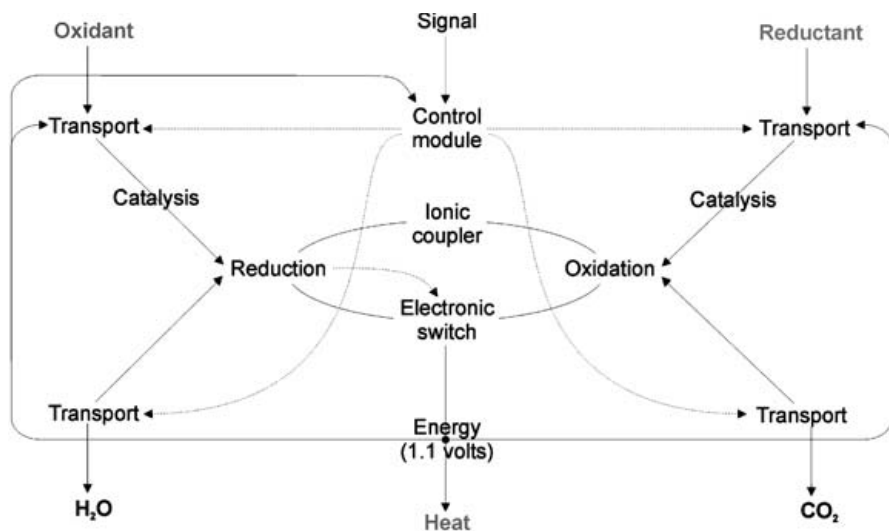 Oxidant
Signal
Reductant
Transport
Control
module
Transport
Catalysis
Catalysis
Ionic
coupler
Reduction
Oxidation
Electronic
switch
Transport
Transport
Energy
(1.1 volts)
H₂O
Heat
CO₂